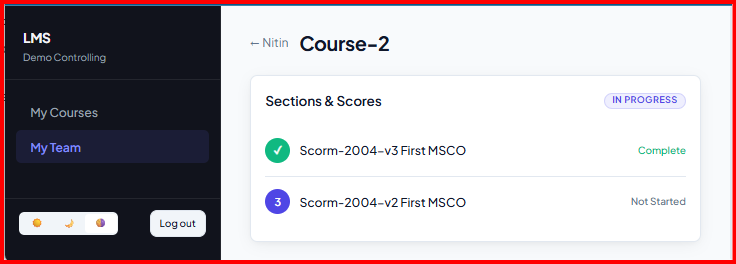 LMS
Demo Controlling
My Courses
My Team
Log out
← Nitin Course-2
Sections & Scores IN PROGRESS
✓ Scorm-2004-v3 First MSCO Complete
3 Scorm-2004-v2 First MSCO Not Started